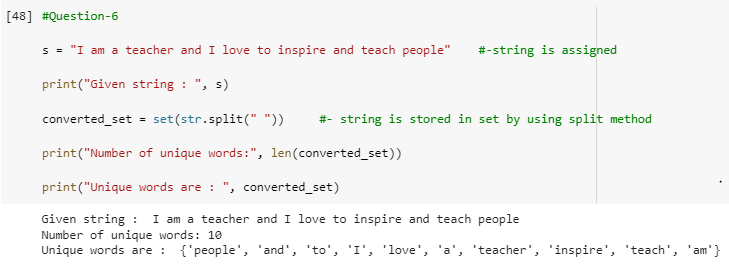 [48] #Question-6
s = "I am a teacher and I love to inspire and teach people" #-string is assigned
print("Given string : ", s)
converted_set = set(str.split(" ")) #- string is stored in set by using split method
print("Number of unique words:", len(converted_set))
print("Unique words are : ", converted_set)
Given string :  I am a teacher and I love to inspire and teach people
Number of unique words: 10
Unique words are :  {'people', 'and', 'to', 'I', 'love', 'a', 'teacher', 'inspire', 'teach', 'am'}